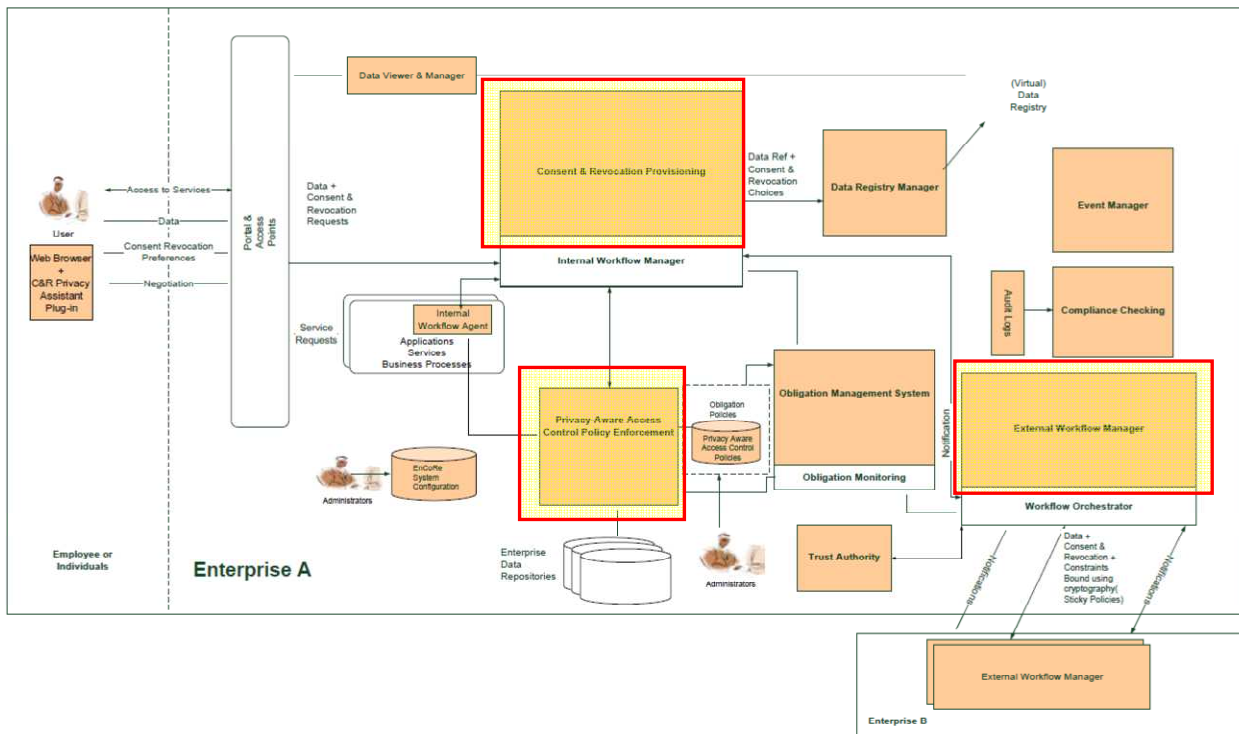 Data Viewer & Manager
(Virtual)
Data
Registry
Consent & Revocation Provisioning
Data Ref +
Consent &
Revocation
Choices
Data Registry Manager
Event Manager
Access to Services
Data +
Consent &
Revocation
Requests
Portal &
Access
Points
User
Data
Consent Revocation
Preferences
Negotiation
Web Browser
+
C&R Privacy
Assistant
Plug-in
Internal Workflow Manager
Audit Logs
Compliance Checking
Service
Requests
Internal
Workflow Agent
Applications
Services
Business Processes
Privacy Aware Access
Control Policy Enforcement
Obligation
Policies
Privacy Aware
Access Control
Policies
Obligation Management System
Obligation Monitoring
Notification
External Workflow Manager
Workflow Orchestrator
Administrators
EnCoRe
System
Configuration
Enterprise
Data
Repositories
Administrators
Trust Authority
Notifications
Data +
Consent &
Revocation +
Constraints
Bound using
cryptography(
Sticky Policies)
Notifications
Employee or
Individuals
Enterprise A
External Workflow Manager
Enterprise B